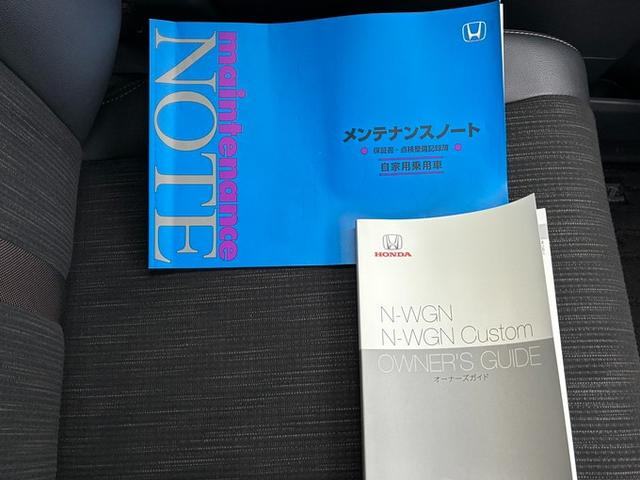 maintenance
NOTE
メンテナンスノート
保証書・点検整備記録簿
自家用乗用車
HONDA
N-WGN
N-WGN Custom
OWNER'S GUIDE
オーナーズガイド